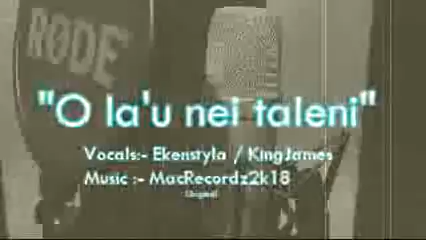 RØDE
"O la'u nei taleni"
Vocals:- Ekenstyla / KingJames
Music :- MacRecordz2k18